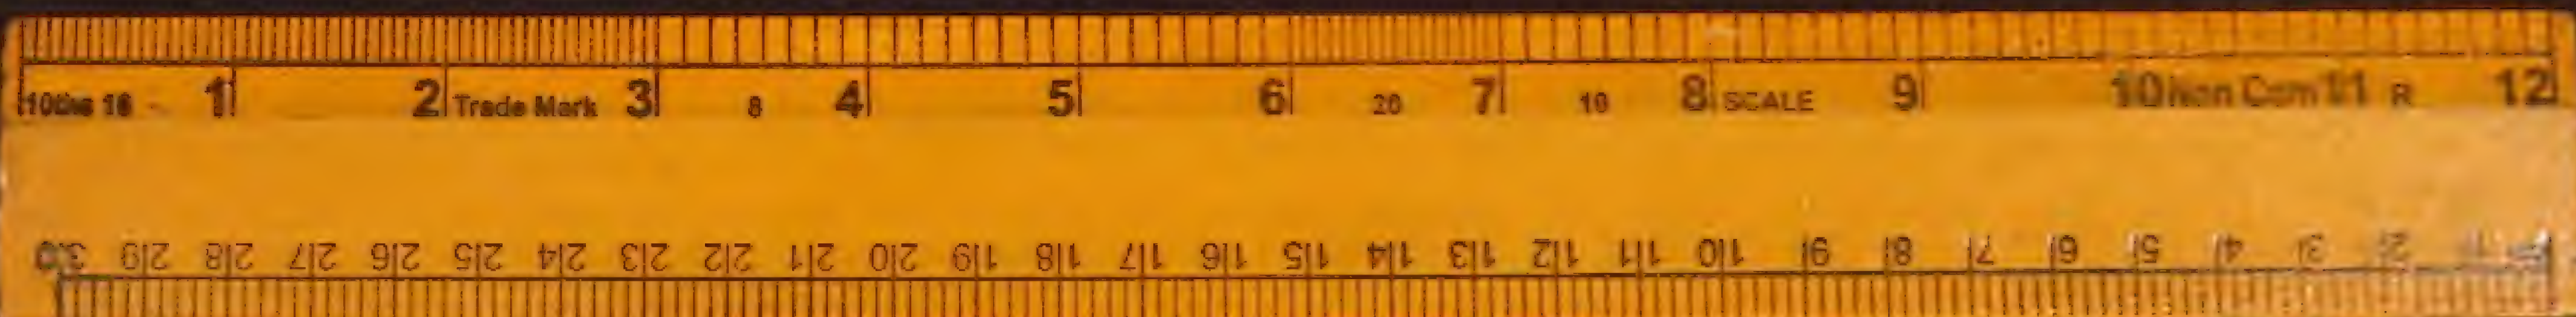 10ths 16 1 2 Trade Mark 3 8 4 5 6 20 7 10 8 SCALE 9 10 Non Com'l 11 R 12
30 29 28 27 26 25 24 23 22 21 20 19 18 17 16 15 14 13 12 11 10 9 8 7 6 5 4 3 2 1